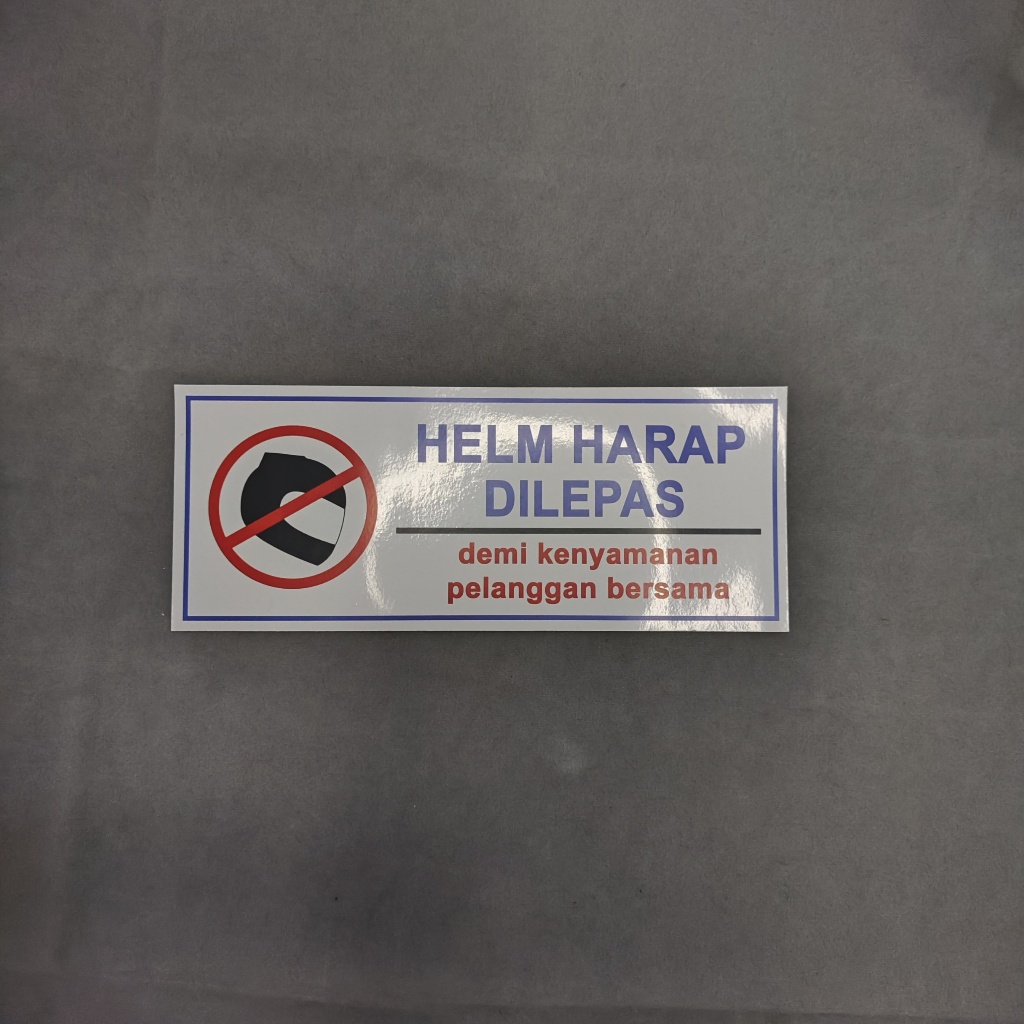 HELM HARAP
DILEPAS
demi kenyamanan
pelanggan bersama